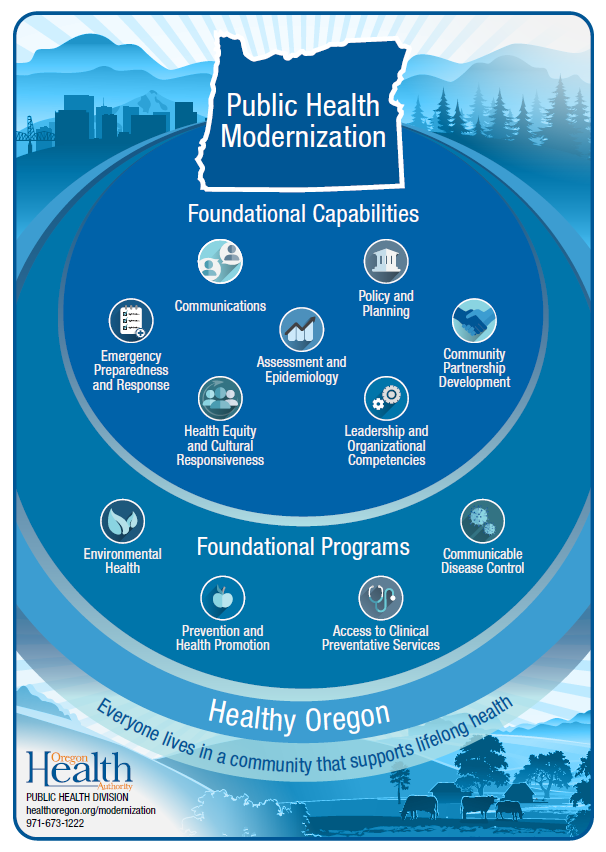 Public Health
Modernization
Foundational Capabilities
Communications
Policy and
Planning
Emergency
Preparedness
and Response
Assessment and
Epidemiology
Community
Partnership
Development
Health Equity
and Cultural
Responsiveness
Leadership and
Organizational
Competencies
Foundational Programs
Environmental
Health
Communicable
Disease Control
Prevention and
Health Promotion
Access to Clinical
Preventative Services
Healthy Oregon
Everyone lives in a community that supports lifelong health
Oregon
Health
Authority
PUBLIC HEALTH DIVISION
healthoregon.org/modernization
971-673-1222